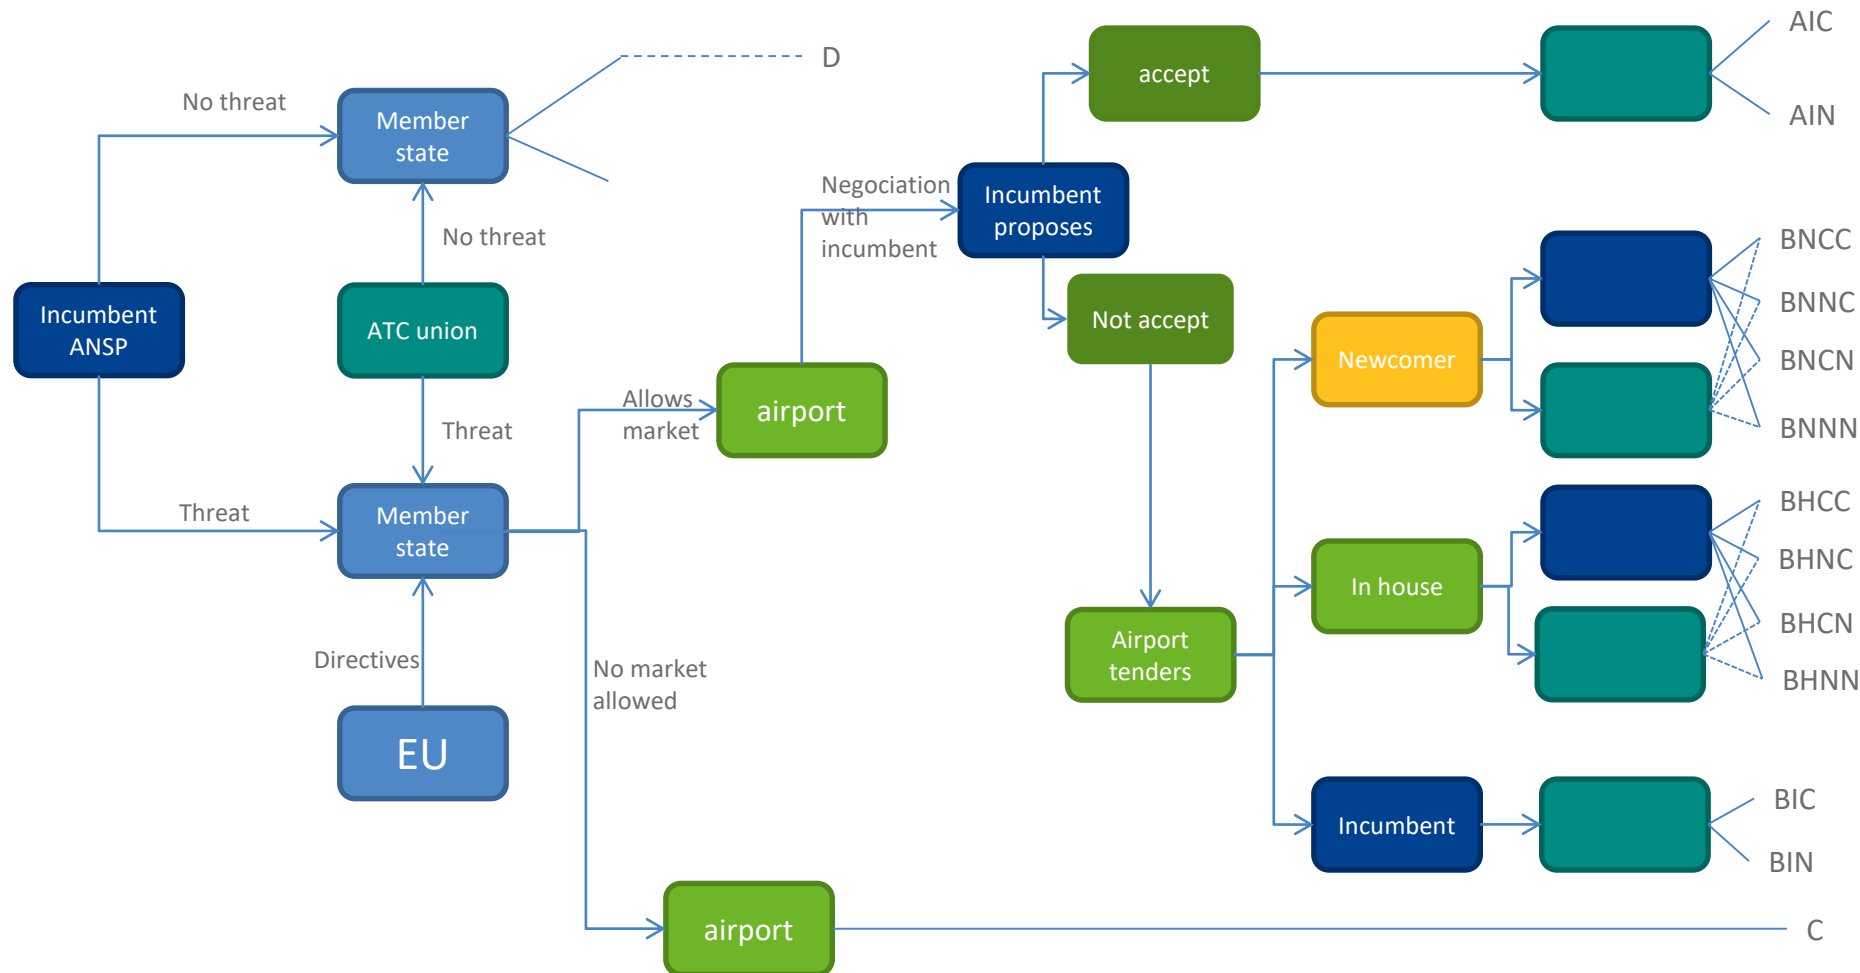 No threat
Member
state
D
accept
AIC
AIN
Negociation
with
incumbent
Incumbent
proposes
No threat
Incumbent
ANSP
ATC union
Not accept
Newcomer
BNCC
BNNC
BNCN
BNNN
Allows
market
airport
Threat
Threat
Member
state
In house
BHCC
BHNC
BHCN
BHNN
Directives
No market
allowed
Airport
tenders
EU
Incumbent
BIC
BIN
airport
C